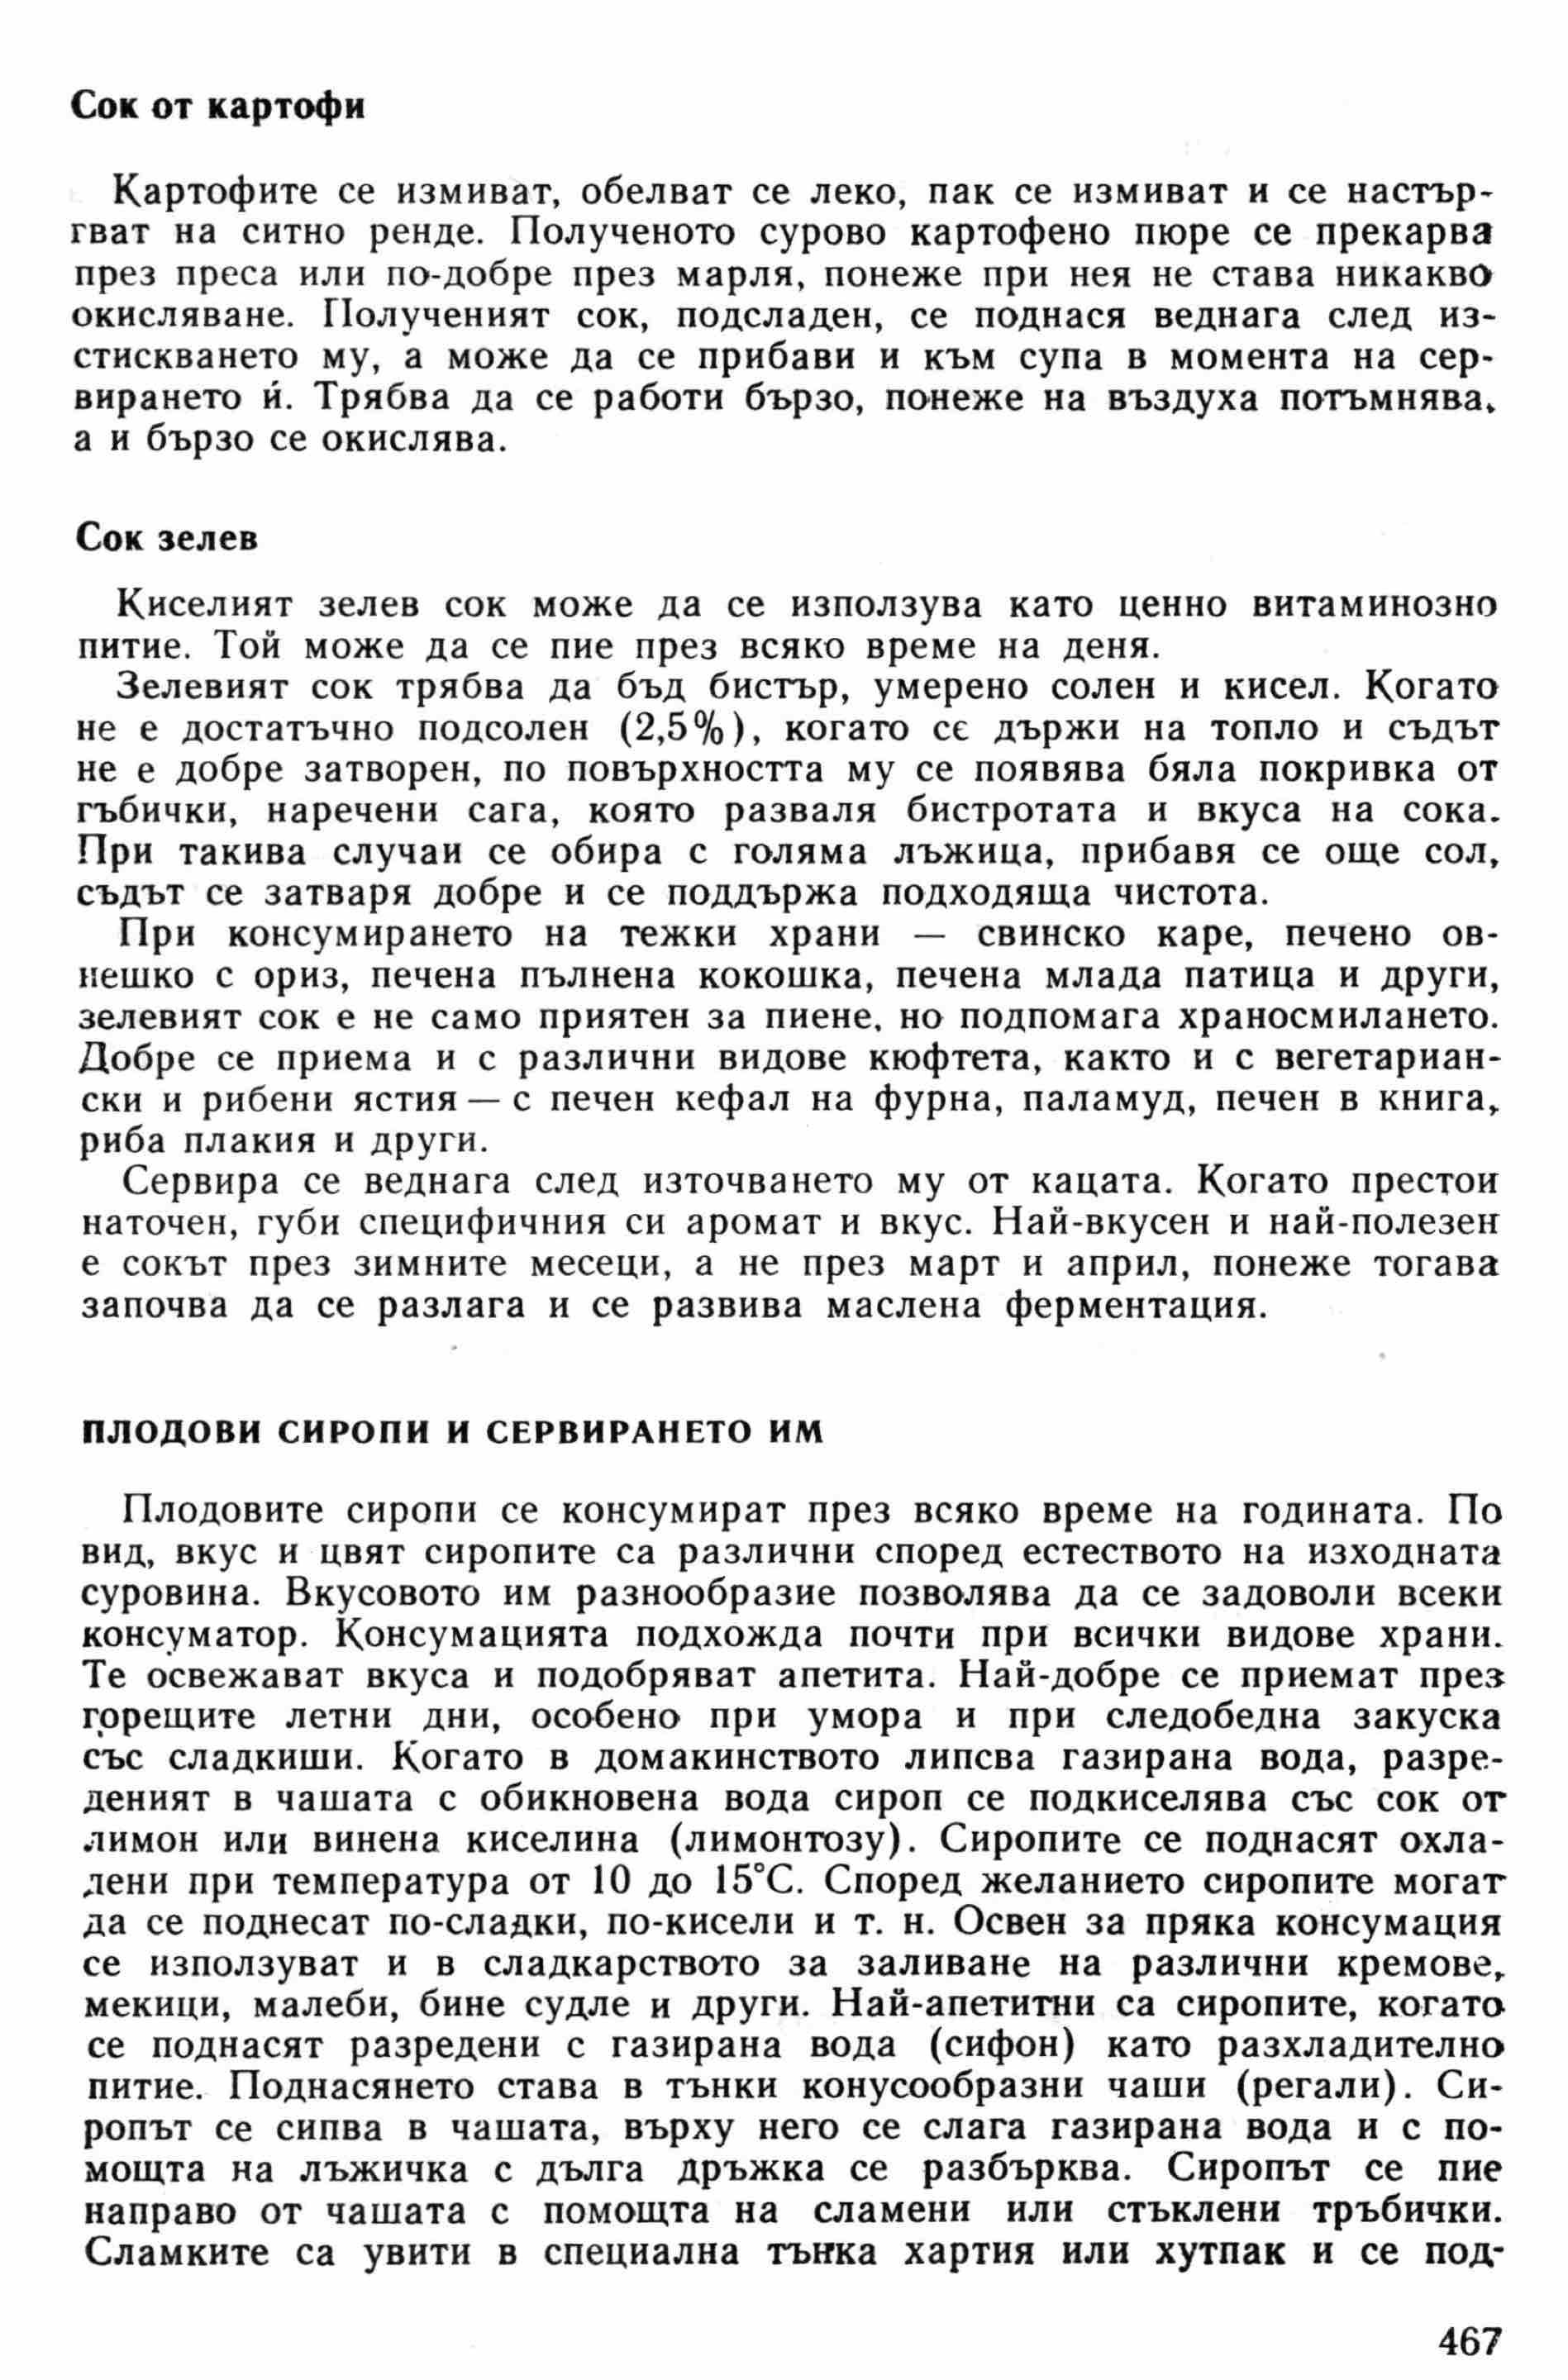 Сок от картофи
Картофите се измиват, обелват се леко, пак се измиват и се настър-
гват на ситно ренде. Полученото сурово картофено пюре се прекарва
през преса или по-добре през марля, понеже при нея не става никакво
окисляване. Полученият сок, подсладен, се поднася веднага след из-
стискването му, а може да се прибави и към супа в момента на сер-
вирането ѝ. Трябва да се работи бързо, понеже на въздуха потъмнява,
а и бързо се окислява.
Сок зелев
Киселият зелев сок може да се използува като ценно витаминозно
питие. Той може да се пие през всяко време на деня.
Зелевият сок трябва да бъд бистър, умерено солен и кисел. Когато
не е достатъчно подсолен (2,5%), когато се държи на топло и съдът
не е добре затворен, по повърхността му се появява бяла покривка от
гъбички, наречени сага, която разваля бистротата и вкуса на сока.
При такива случаи се обира с голяма лъжица, прибавя се още сол,
съдът се затваря добре и се поддържа подходяща чистота.
При консумирането на тежки храни — свинско каре, печено ов-
нешко с ориз, печена пълнена кокошка, печена млада патица и други,
зелевият сок е не само приятен за пиене, но подпомага храносмилането.
Добре се приема и с различни видове кюфтета, както и с вегетариан-
ски и рибени ястия — с печен кефал на фурна, паламуд, печен в книга,
риба плакия и други.
Сервира се веднага след източването му от кацата. Когато престои
наточен, губи специфичния си аромат и вкус. Най-вкусен и най-полезен
е сокът през зимните месеци, а не през март и април, понеже тогава
започва да се разлага и се развива маслена ферментация.
ПЛОДОВИ СИРОПИ И СЕРВИРАНЕТО ИМ
Плодовите сиропи се консумират през всяко време на годината. По
вид, вкус и цвят сиропите са различни според естеството на изходната
суровина. Вкусовото им разнообразие позволява да се задоволи всеки
консуматор. Консумацията подхожда почти при всички видове храни.
Те освежават вкуса и подобряват апетита. Най-добре се приемат през
горещите летни дни, особено при умора и при следобедна закуска
със сладкиши. Когато в домакинството липсва газирана вода, разре-
деният в чашата с обикновена вода сироп се подкиселява със сок от
лимон или винена киселина (лимонтозу). Сиропите се поднасят охла-
дени при температура от 10 до 15°С. Според желанието сиропите могат
да се поднесат по-сладки, по-кисели и т. н. Освен за пряка консумация
се използуват и в сладкарството за заливане на различни кремове,
мекици, малеби, бине судле и други. Най-апетитни са сиропите, когато
се поднасят разредени с газирана вода (сифон) като разхладително
питие. Поднасянето става в тънки конусообразни чаши (регали). Си-
ропът се сипва в чашата, върху него се слага газирана вода и с по-
мощта на лъжичка с дълга дръжка се разбърква. Сиропът се пие
направо от чашата с помощта на сламени или стъклени тръбички.
Сламките са увити в специална тънка хартия или хутпак и се под-
467